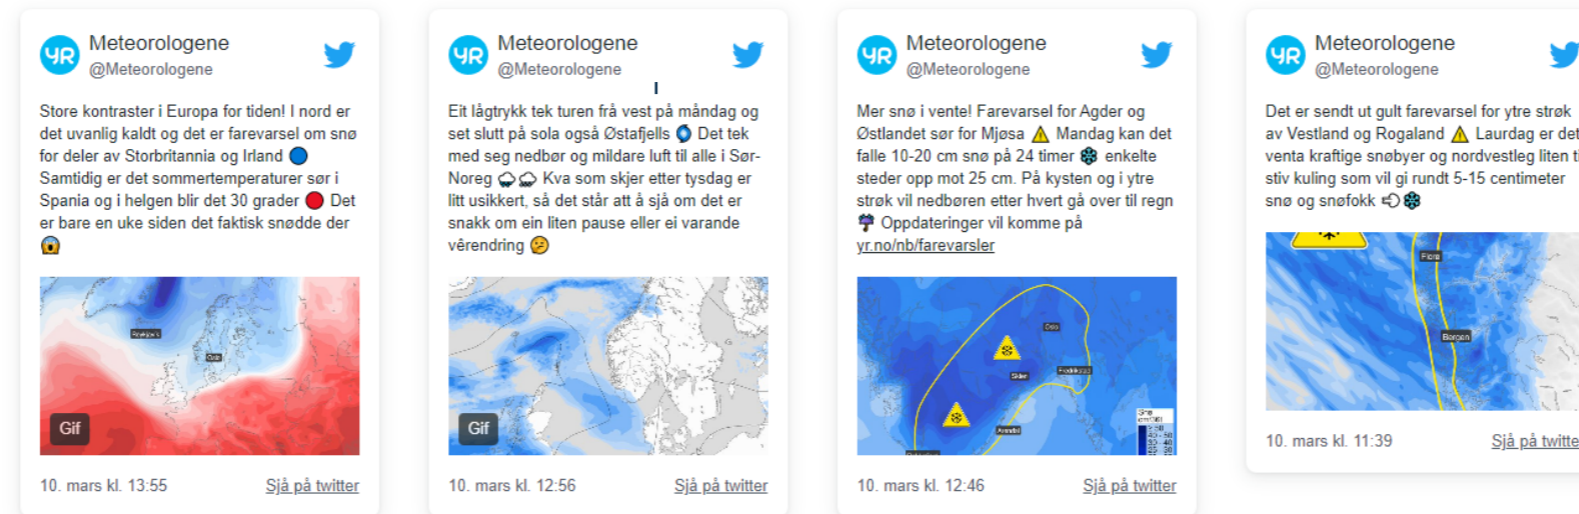 YR
Meteorologene
@Meteorologene
Store kontraster i Europa for tiden! I nord er
det uvanlig kaldt og det er farevarsel om snø
for deler av Storbritannia og Irland 🔵
Samtidig er det sommertemperaturer sør i
Spania og i helgen blir det 30 grader 🔴 Det
er bare en uke siden det faktisk snødde der
😱
Reykjavik
Oslo
Gif
10. mars kl. 13:55
Sjå på twitter
YR
Meteorologene
@Meteorologene
Eit lågtrykk tek turen frå vest på måndag og
set slutt på sola også Østafjells 🌀 Det tek
med seg nedbør og mildare luft til alle i Sør-
Noreg 🌧🌨 Kva som skjer etter tysdag er
litt usikkert, så det står att å sjå om det er
snakk om ein liten pause eller ei varande
vêrendring 🤔
Gif
10. mars kl. 12:56
Sjå på twitter
YR
Meteorologene
@Meteorologene
Mer snø i vente! Farevarsel for Agder og
Østlandet sør for Mjøsa ⚠ Mandag kan det
falle 10-20 cm snø på 24 timer ❄ enkelte
steder opp mot 25 cm. På kysten og i ytre
strøk vil nedbøren etter hvert gå over til regn
☔ Oppdateringer vil komme på
yr.no/nb/farevarsler
Oslo
Skien
Fredrikstad
Arendal
Snø
10. mars kl. 12:46
Sjå på twitter
YR
Meteorologene
@Meteorologene
Det er sendt ut gult farevarsel for ytre strøk
av Vestland og Rogaland ⚠ Laurdag er det
venta kraftige snøbyer og nordvestleg liten ti
stiv kuling som vil gi rundt 5-15 centimeter
snø og snøfokk 💨❄
Florø
Bergen
10. mars kl. 11:39
Sjå på twitte